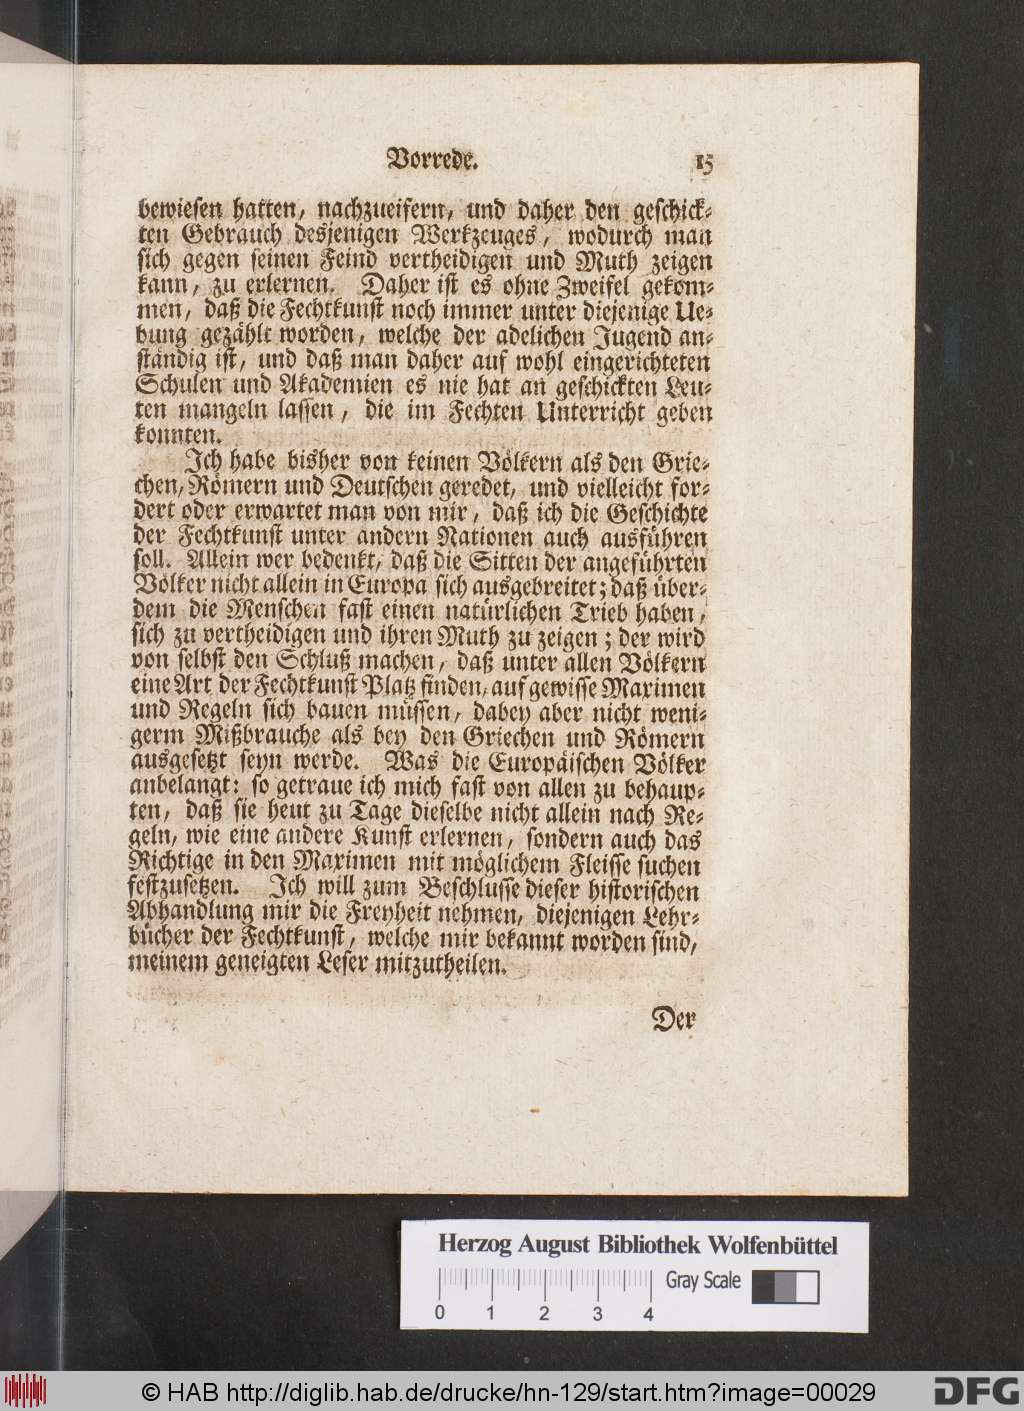 Vorrede. 15
bewiesen hatten, nachzueifern, und daher den geschick-
ten Gebrauch desjenigen Werkzeuges, wodurch man
sich gegen seinen Feind vertheidigen und Muth zeigen
kann, zu erlernen. Daher ist es ohne Zweifel gekom-
men, daß die Fechtkunst noch immer unter diejenige Ue-
bung gezählt worden, welche der adelichen Jugend an-
ständig ist, und daß man daher auf wohl eingerichteten
Schulen und Akademien es nie hat an geschickten Leu-
ten mangeln lassen, die im Fechten Unterricht geben
konnten.
Ich habe bisher von keinen Völkern als den Grie-
chen, Römern und Deutschen geredet, und vielleicht for-
dert oder erwartet man von mir, daß ich die Geschichte
der Fechtkunst unter andern Nationen auch ausführen
soll. Allein wer bedenkt, daß die Sitten der angeführten
Völker nicht allein in Europa sich ausgebreitet; daß über-
dem die Menschen fast einen natürlichen Trieb haben,
sich zu vertheidigen und ihren Muth zu zeigen; der wird
von selbst den Schluß machen, daß unter allen Völkern
eine Art der Fechtkunst Platz finden, auf gewisse Maximen
und Regeln sich bauen müssen, dabey aber nicht weni-
germ Mißbrauche als bey den Griechen und Römern
ausgesetzt seyn werde. Was die Europäischen Völker
anbelangt: so getraue ich mich fast von allen zu behaup-
ten, daß sie heut zu Tage dieselbe nicht allein nach Re-
geln, wie eine andere Kunst erlernen, sondern auch das
Richtige in den Maximen mit möglichem Fleisse suchen
festzusetzen. Ich will zum Beschlusse dieser historischen
Abhandlung mir die Freyheit nehmen, diejenigen Lehr-
bücher der Fechtkunst, welche mir bekannt worden sind,
meinem geneigten Leser mitzutheilen.
Der
Herzog August Bibliothek Wolfenbüttel
Gray Scale
0 1 2 3 4
© HAB http://diglib.hab.de/drucke/hn-129/start.htm?image=00029
DFG